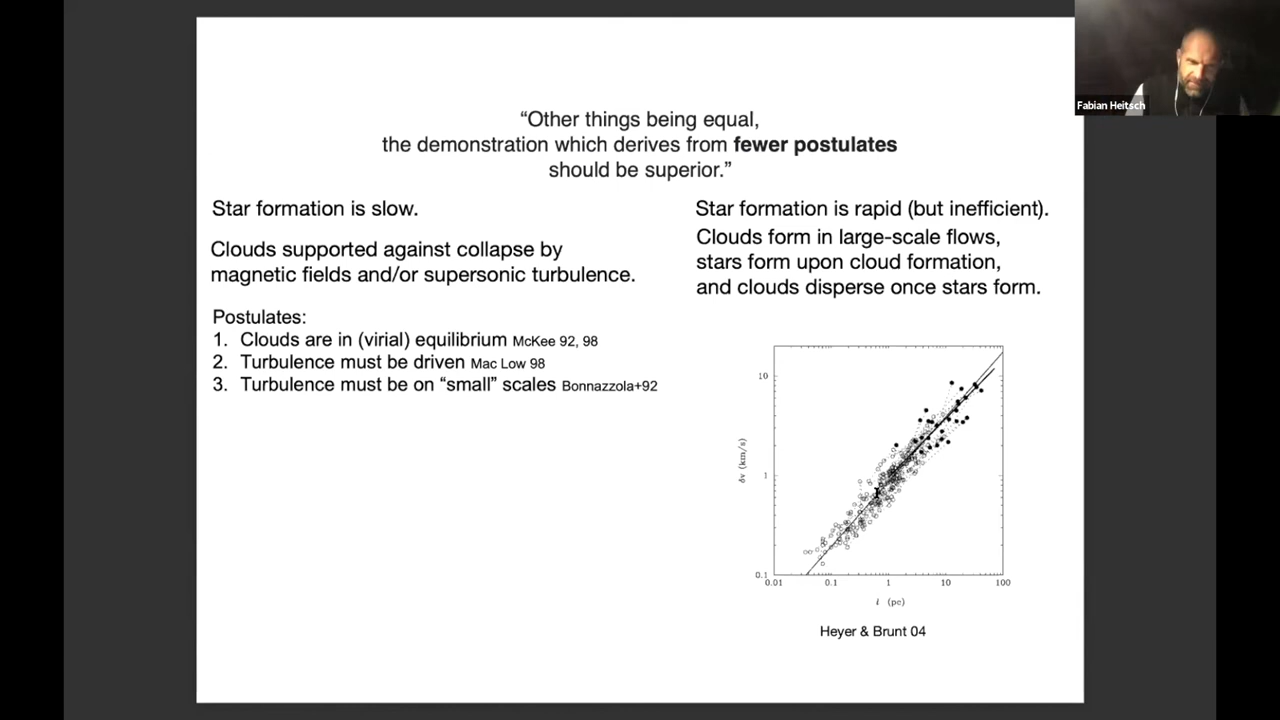 Fabian Heitsch
“Other things being equal,
the demonstration which derives from fewer postulates
should be superior.”
Star formation is slow.
Clouds supported against collapse by
magnetic fields and/or supersonic turbulence.
Postulates:
1. Clouds are in (virial) equilibrium McKee 92, 98
2. Turbulence must be driven Mac Low 98
3. Turbulence must be on “small” scales Bonnazzola+92
Star formation is rapid (but inefficient).
Clouds form in large-scale flows,
stars form upon cloud formation,
and clouds disperse once stars form.
10
1
0.1
δv (km/s)
0.01 0.1 1 10 100
l (pc)
Heyer & Brunt 04